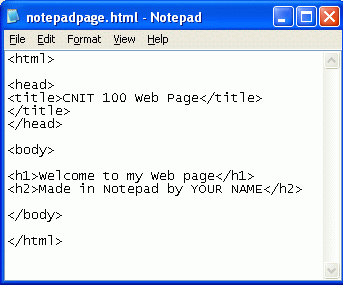 notepadpage.html - Notepad
File Edit Format View Help
<html>
<head>
<title>CNIT 100 Web Page</title>
</title>
</head>
<body>
<h1>Welcome to my Web page</h1>
<h2>Made in Notepad by YOUR NAME</h2>
</body>
</html>